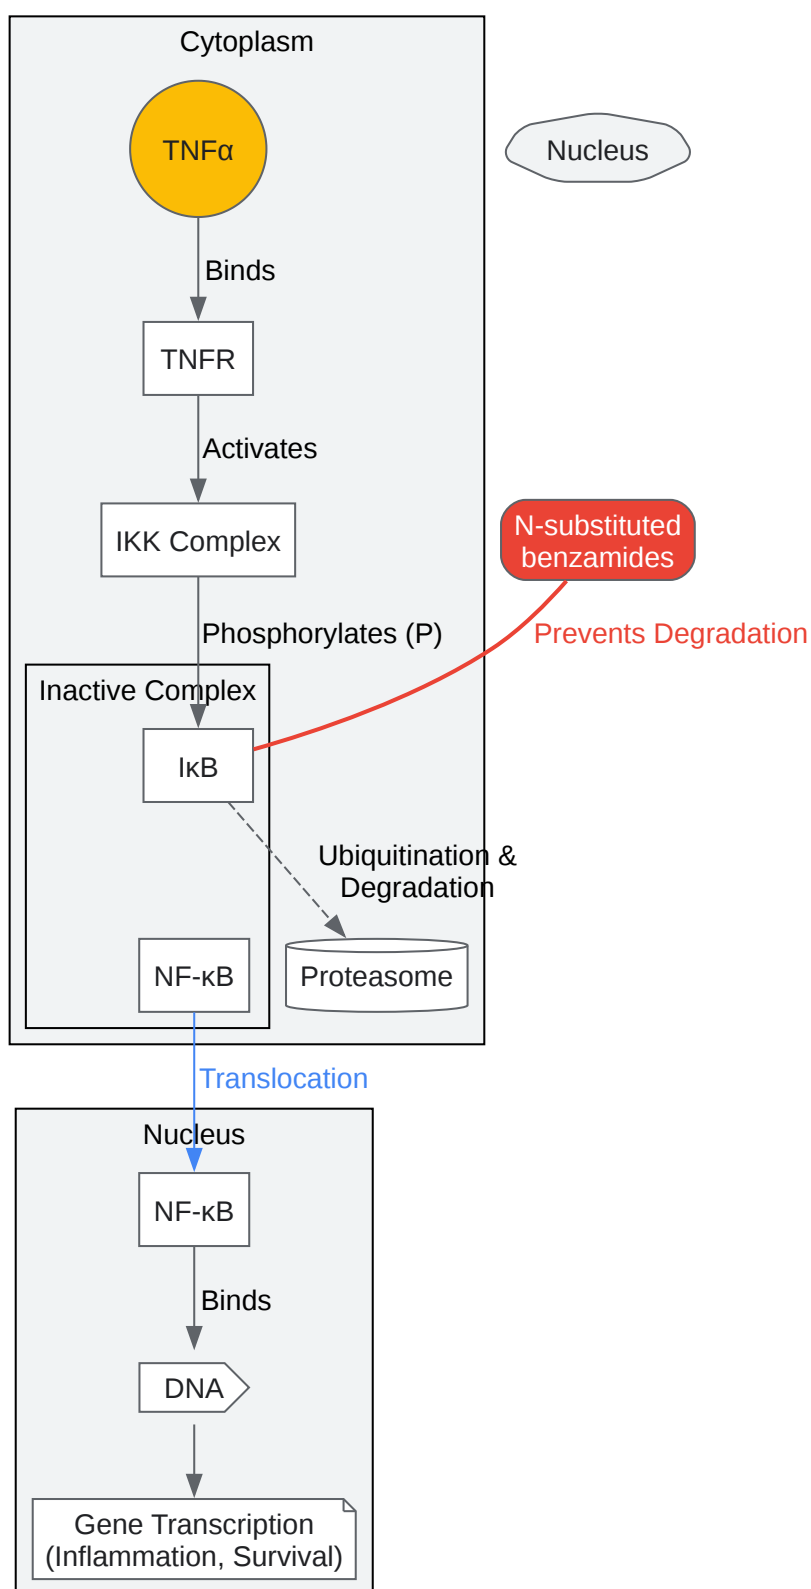 Cytoplasm
TNFα
Nucleus
Binds
TNFR
Activates
IKK Complex
N-substituted
benzamides
Phosphorylates (P)
Prevents Degradation
Inactive Complex
IκB
Ubiquitination &
Degradation
NF-κB
Proteasome
Translocation
Nucleus
NF-κB
Binds
DNA
Gene Transcription
(Inflammation, Survival)